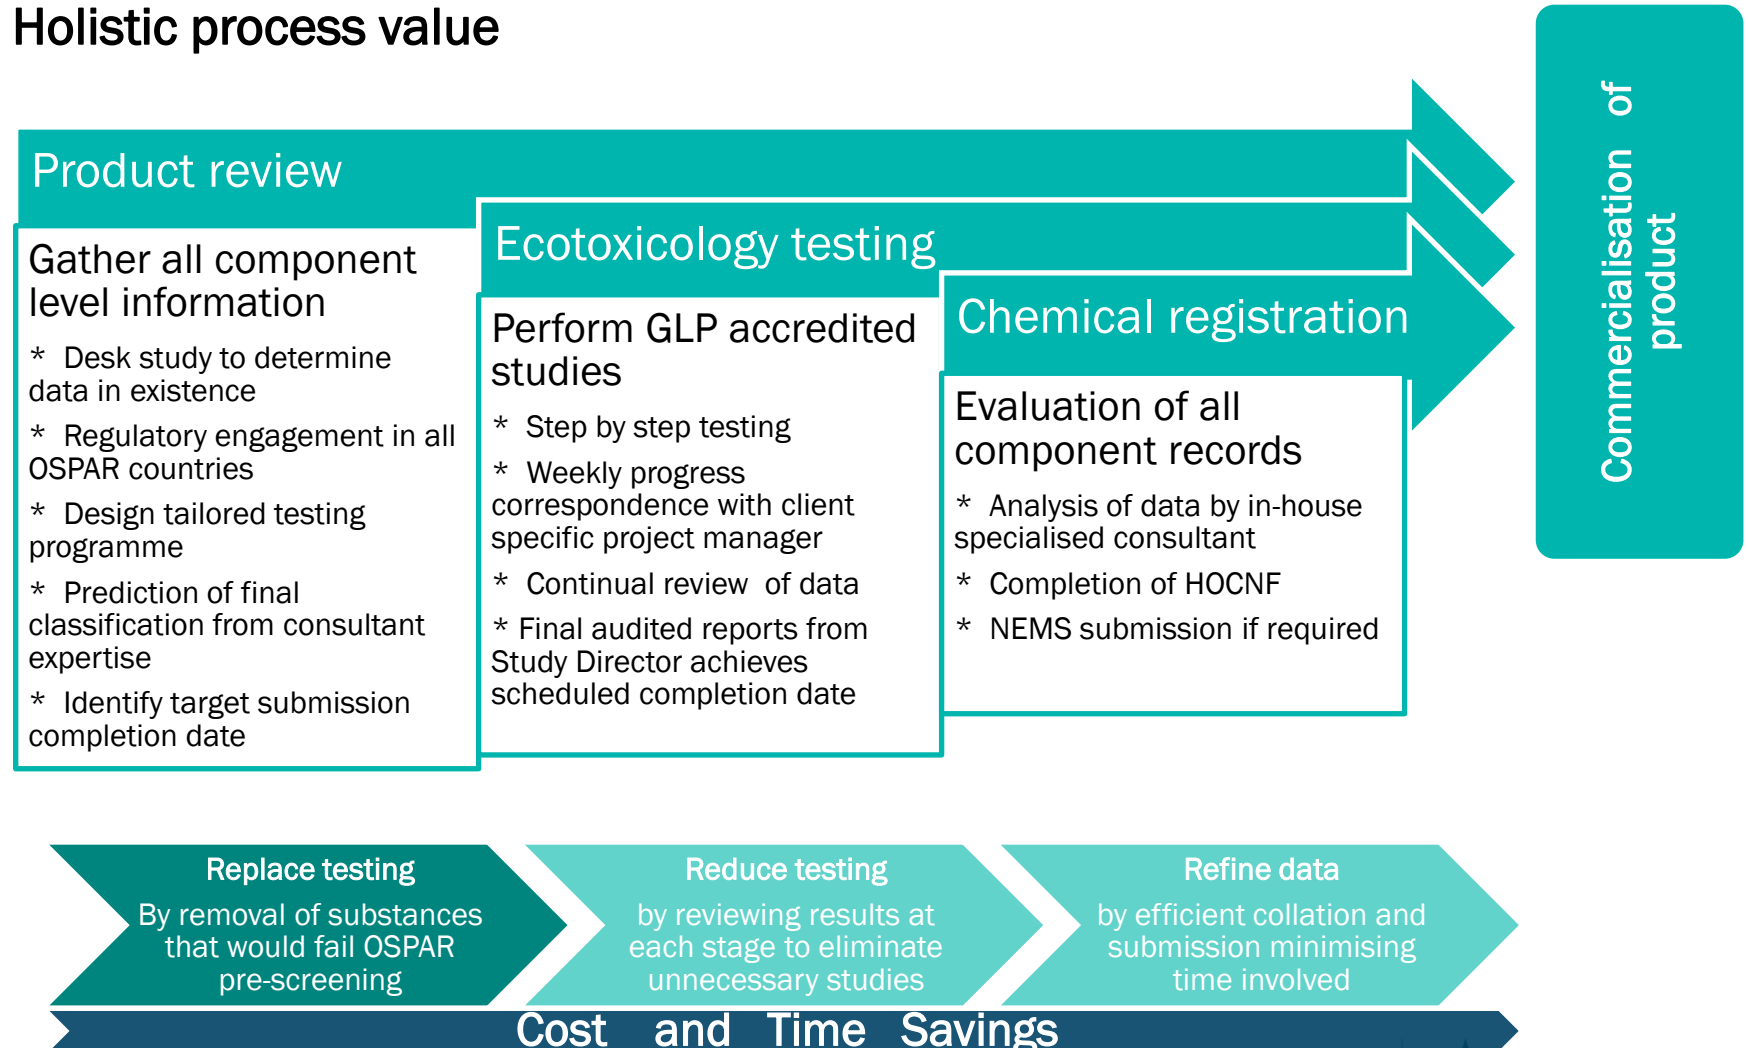 Holistic process value
Product review
Gather all component
level information
* Desk study to determine
data in existence
* Regulatory engagement in all
OSPAR countries
* Design tailored testing
programme
* Prediction of final
classification from consultant
expertise
* Identify target submission
completion date
Ecotoxicology testing
Perform GLP accredited
studies
* Step by step testing
* Weekly progress
correspondence with client
specific project manager
* Continual review of data
* Final audited reports from
Study Director achieves
scheduled completion date
Chemical registration
Evaluation of all
component records
* Analysis of data by in-house
specialised consultant
* Completion of HOCNF
* NEMS submission if required
Commercialisation of
product
Replace testing
By removal of substances
that would fail OSPAR
pre-screening
Reduce testing
by reviewing results at
each stage to eliminate
unnecessary studies
Refine data
by efficient collation and
submission minimising
time involved
Cost and Time Savings